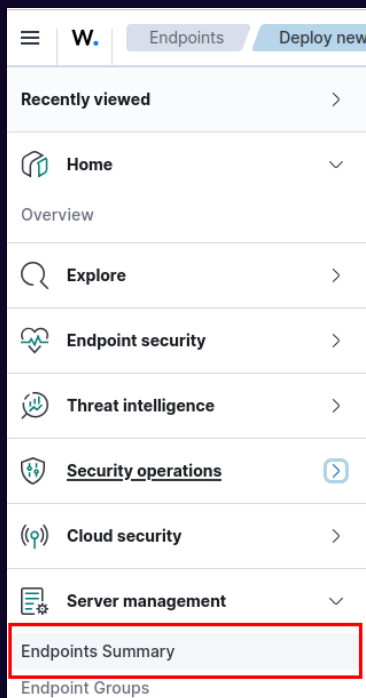 W. Endpoints Deploy new
Recently viewed
Home
Overview
Explore
Endpoint security
Threat intelligence
Security operations
Cloud security
Server management
Endpoints Summary
Endpoint Groups